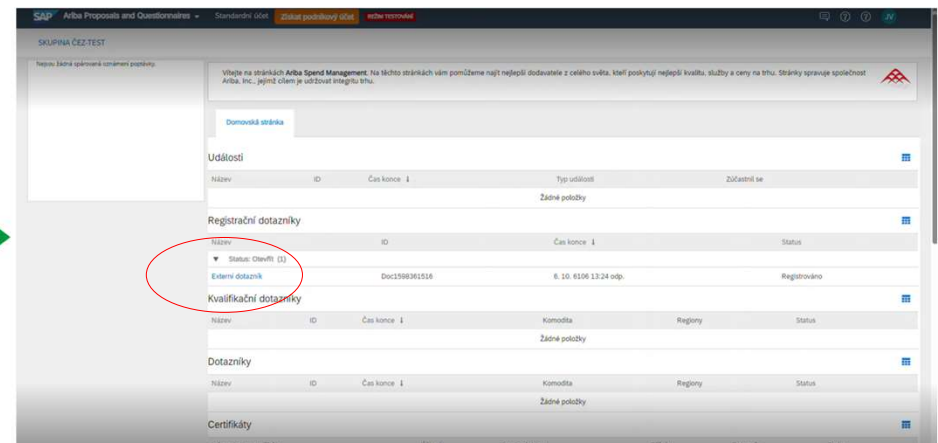 SAP Ariba Proposals and Questionnaires Standardní účet Získat podnikový účet REŽIM TESTOVÁNÍ JV
SKUPINA ČEZ-TEST
Nejsou žádné spárované oznámení poptávky.
Vítejte na stránkách Ariba Spend Management. Na těchto stránkách vám pomůžeme najít nejlepší dodavatele z celého světa, kteří poskytují nejlepší kvalitu, služby a ceny na trhu. Stránky spravuje společnost
Ariba, Inc., jejímž cílem je udržovat integritu trhu.
Domovská stránka
Události
Název ID Čas konce ↓ Typ události Zúčastnil se
Žádné položky
Registrační dotazníky
Název ID Čas konce ↓ Status
▼ Status: Otevřít (1)
Externí dotazník Doc1598361516 6. 10. 6106 13:24 odp. Registrováno
Kvalifikační dotazníky
Název ID Čas konce ↓ Komodita Regiony Status
Žádné položky
Dotazníky
Název ID Čas konce ↓ Komodita Regiony Status
Žádné položky
Certifikáty